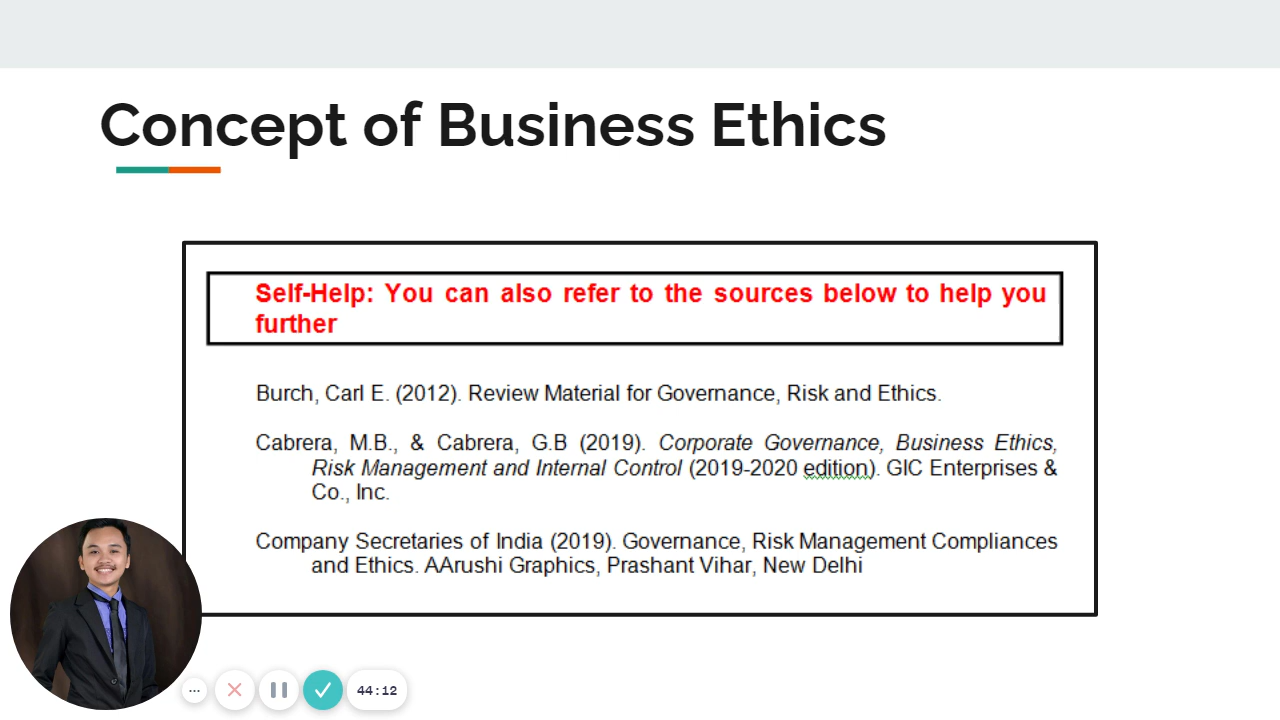 Concept of Business Ethics
Self-Help: You can also refer to the sources below to help you
further
Burch, Carl E. (2012). Review Material for Governance, Risk and Ethics.
Cabrera, M.B., & Cabrera, G.B (2019). Corporate Governance, Business Ethics,
Risk Management and Internal Control (2019-2020 edition). GIC Enterprises &
Co., Inc.
Company Secretaries of India (2019). Governance, Risk Management Compliances
and Ethics. AArushi Graphics, Prashant Vihar, New Delhi
44:12